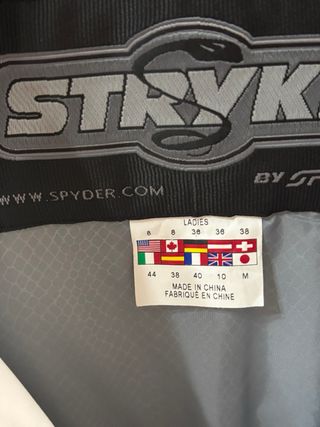 STRYK
WWW.SPYDER.COM
BY SP
LADIES
6 8 36 36 38
44 38 40 10 M
MADE IN CHINA
FABRIQUÉ EN CHINE